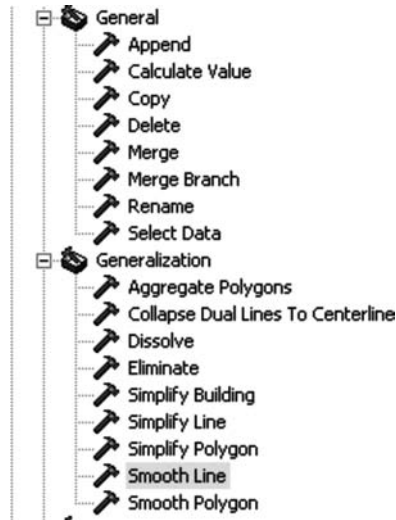 General
Append
Calculate Value
Copy
Delete
Merge
Merge Branch
Rename
Select Data
Generalization
Aggregate Polygons
Collapse Dual Lines To Centerline
Dissolve
Eliminate
Simplify Building
Simplify Line
Simplify Polygon
Smooth Line
Smooth Polygon